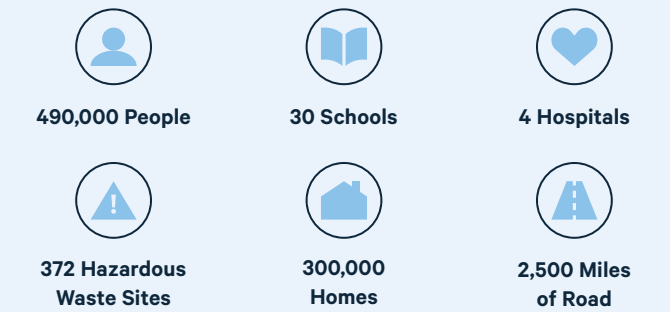 490,000 People
30 Schools
4 Hospitals
372 Hazardous
Waste Sites
300,000
Homes
2,500 Miles
of Road